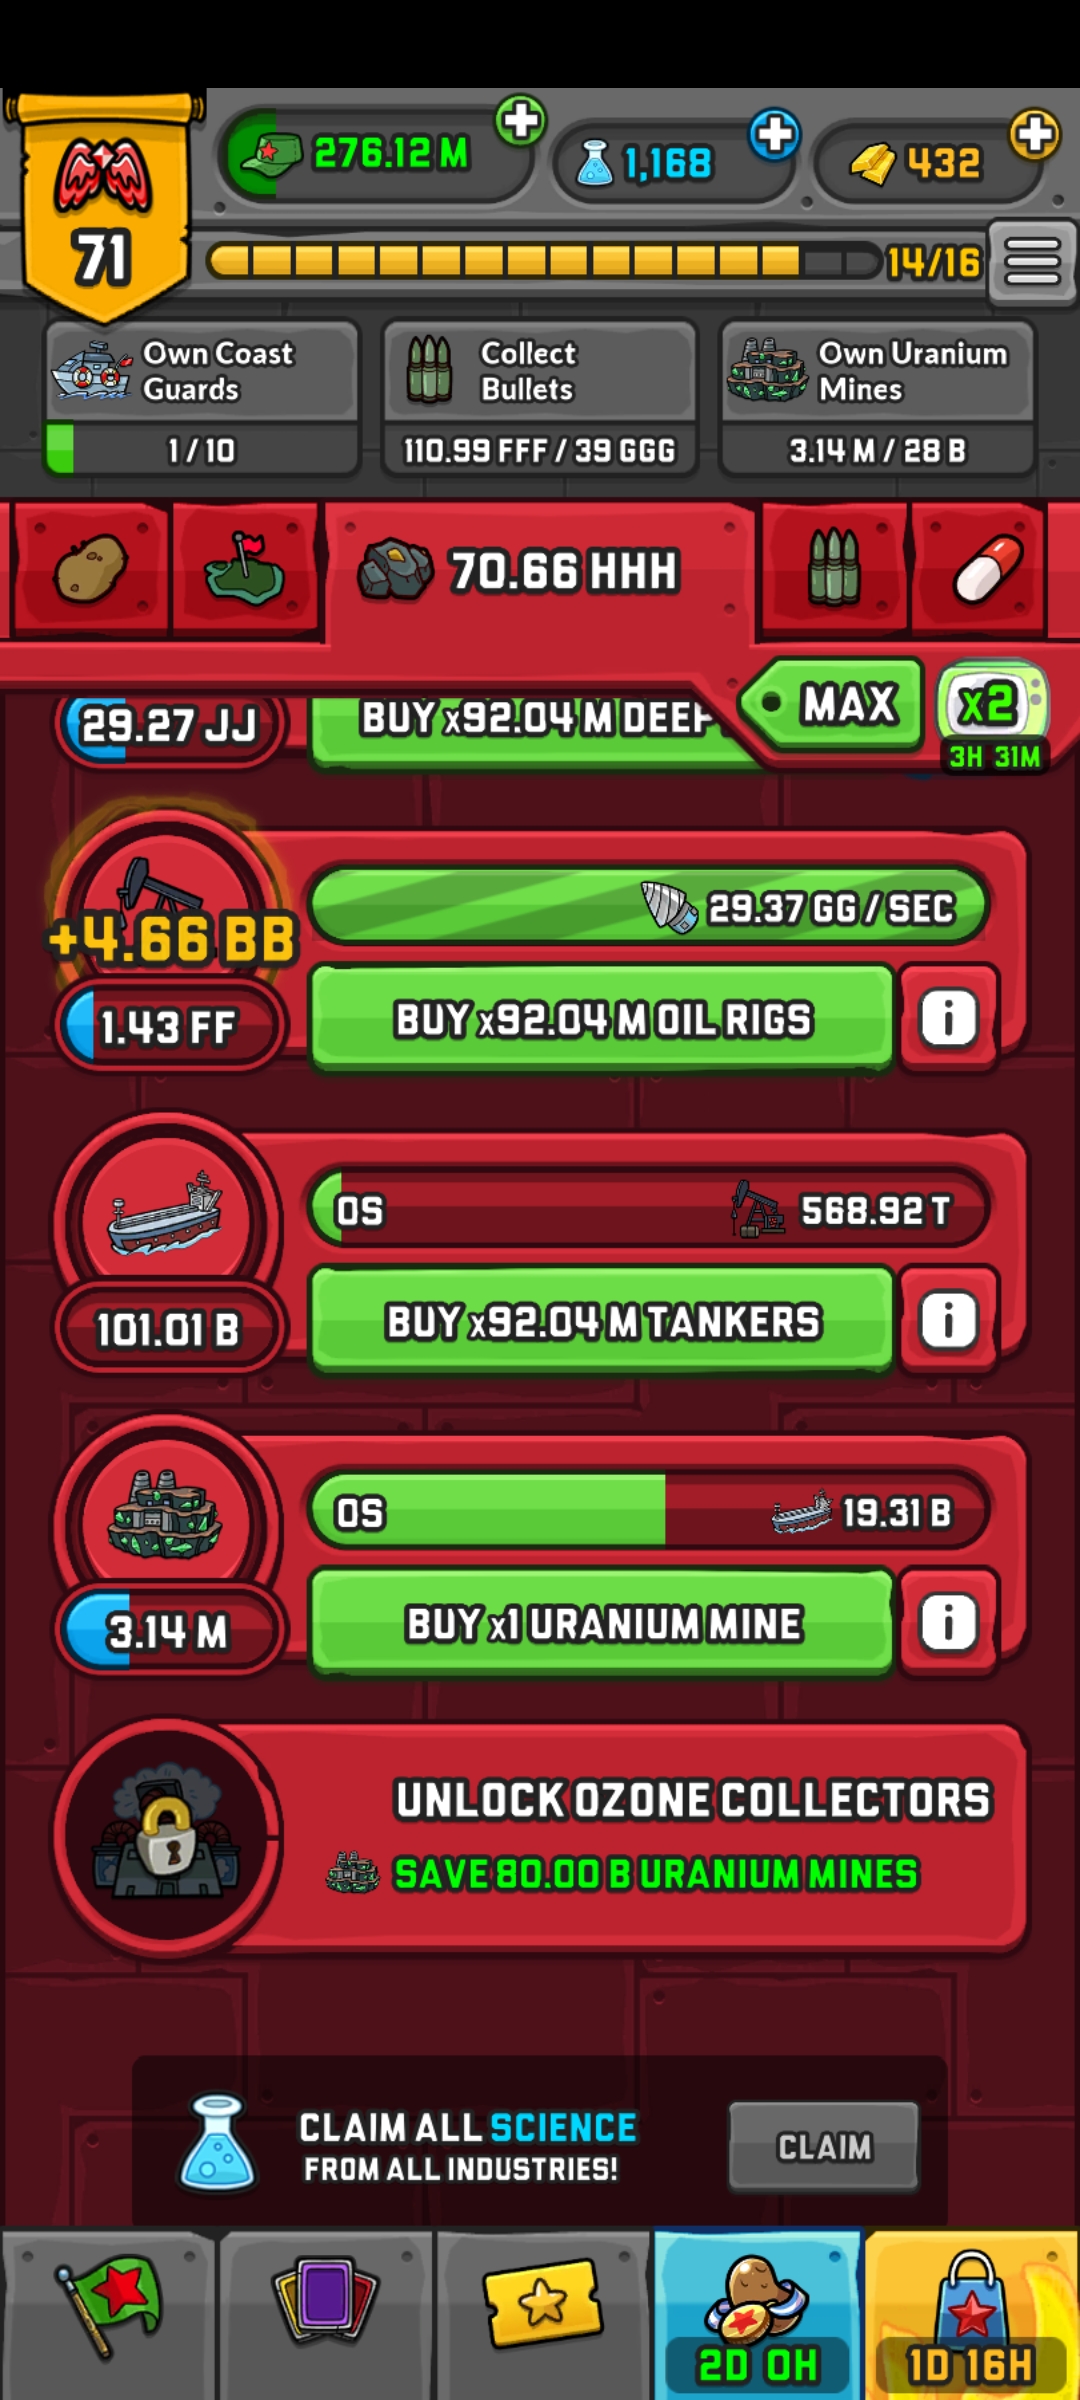 276.12 M
1,168
432
71
14/16
Own Coast
Guards
1 / 10
Collect
Bullets
110.99 FFF / 39 GGG
Own Uranium
Mines
3.14 M / 28 B
70.66 HHH
MAX
x2
3H 31M
29.27 JJ
BUY x92.04 M DEEP
+4.66 BB
29.37 GG / SEC
1.43 FF
BUY x92.04 M OIL RIGS
i
0S
568.92 T
101.01 B
BUY x92.04 M TANKERS
i
0S
19.31 B
3.14 M
BUY x1 URANIUM MINE
i
UNLOCK OZONE COLLECTORS
SAVE 80.00 B URANIUM MINES
CLAIM ALL SCIENCE
FROM ALL INDUSTRIES!
CLAIM
2D 0H
1D 16H